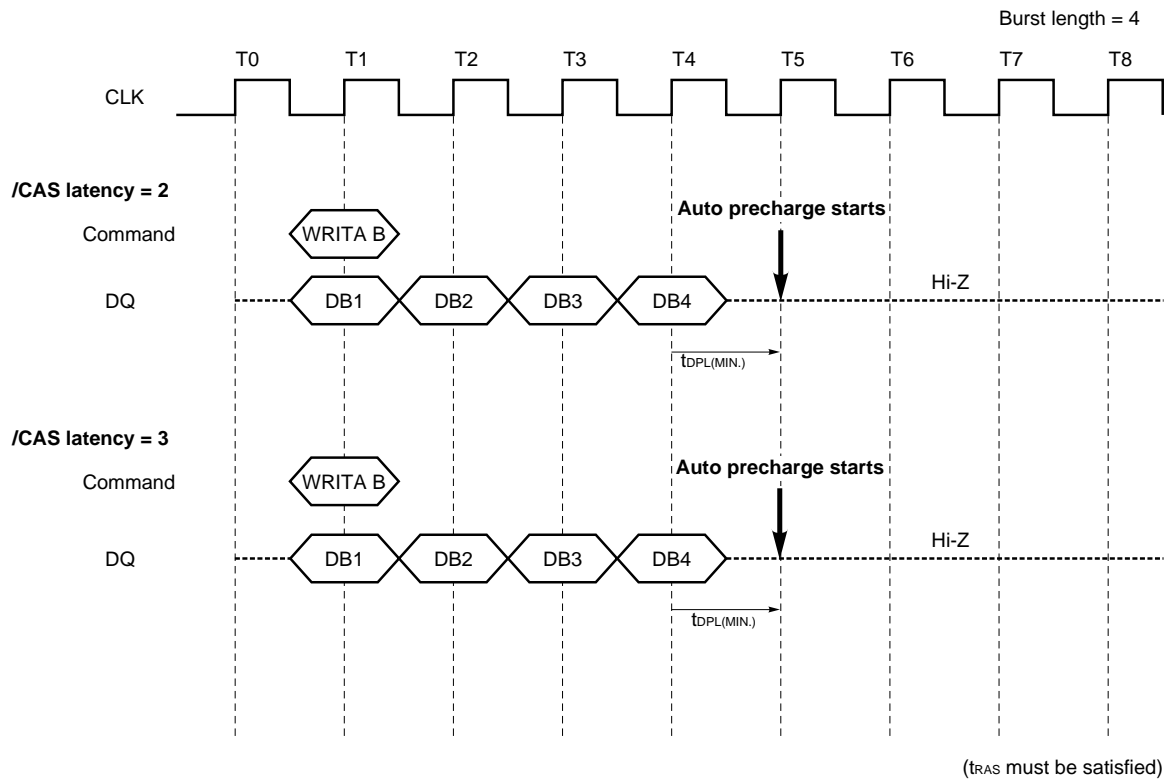 Burst length = 4
T0 T1 T2 T3 T4 T5 T6 T7 T8
CLK
/CAS latency = 2
Auto precharge starts
Command WRITA B
Hi-Z
DQ DB1 DB2 DB3 DB4
tDPL(MIN.)
/CAS latency = 3
Auto precharge starts
Command WRITA B
Hi-Z
DQ DB1 DB2 DB3 DB4
tDPL(MIN.)
(tRAS must be satisfied)